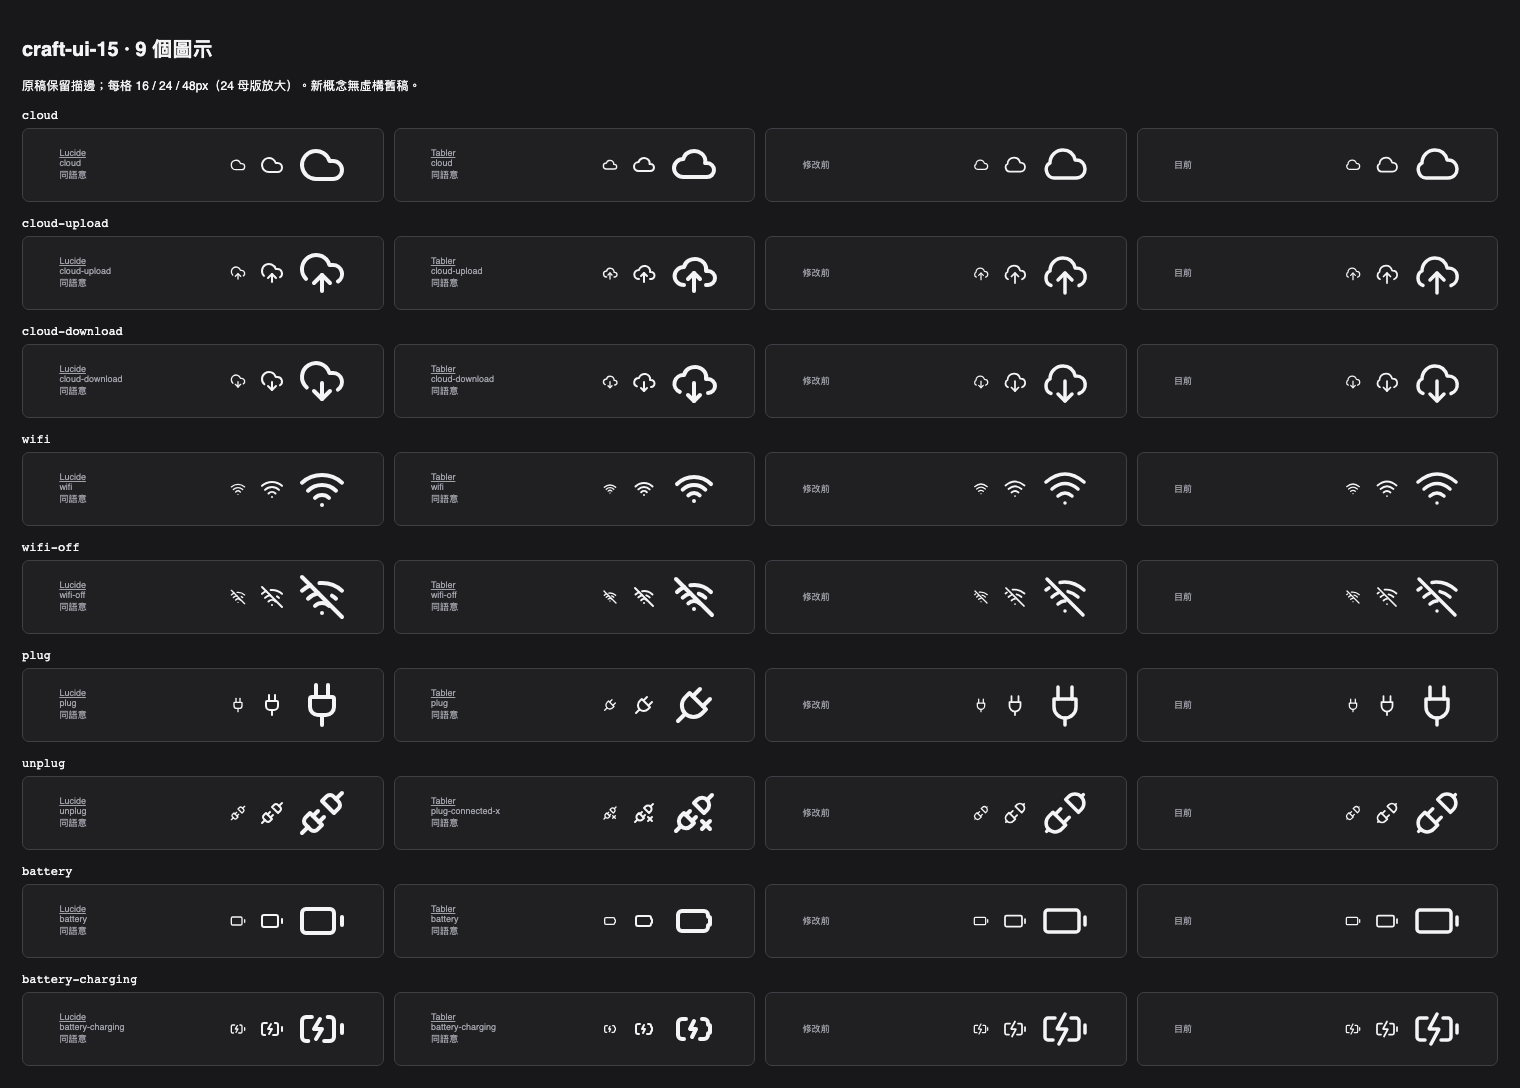 craft-ui-15 · 9 個圖示
原稿保留描邊；每格 16 / 24 / 48px（24 母版放大）。新概念無虛構舊稿。
cloud
Lucide
cloud
同語意
Tabler
cloud
同語意
修改前
目前
cloud-upload
Lucide
cloud-upload
同語意
Tabler
cloud-upload
同語意
修改前
目前
cloud-download
Lucide
cloud-download
同語意
Tabler
cloud-download
同語意
修改前
目前
wifi
Lucide
wifi
同語意
Tabler
wifi
同語意
修改前
目前
wifi-off
Lucide
wifi-off
同語意
Tabler
wifi-off
同語意
修改前
目前
plug
Lucide
plug
同語意
Tabler
plug
同語意
修改前
目前
unplug
Lucide
unplug
同語意
Tabler
plug-connected-x
同語意
修改前
目前
battery
Lucide
battery
同語意
Tabler
battery
同語意
修改前
目前
battery-charging
Lucide
battery-charging
同語意
Tabler
battery-charging
同語意
修改前
目前